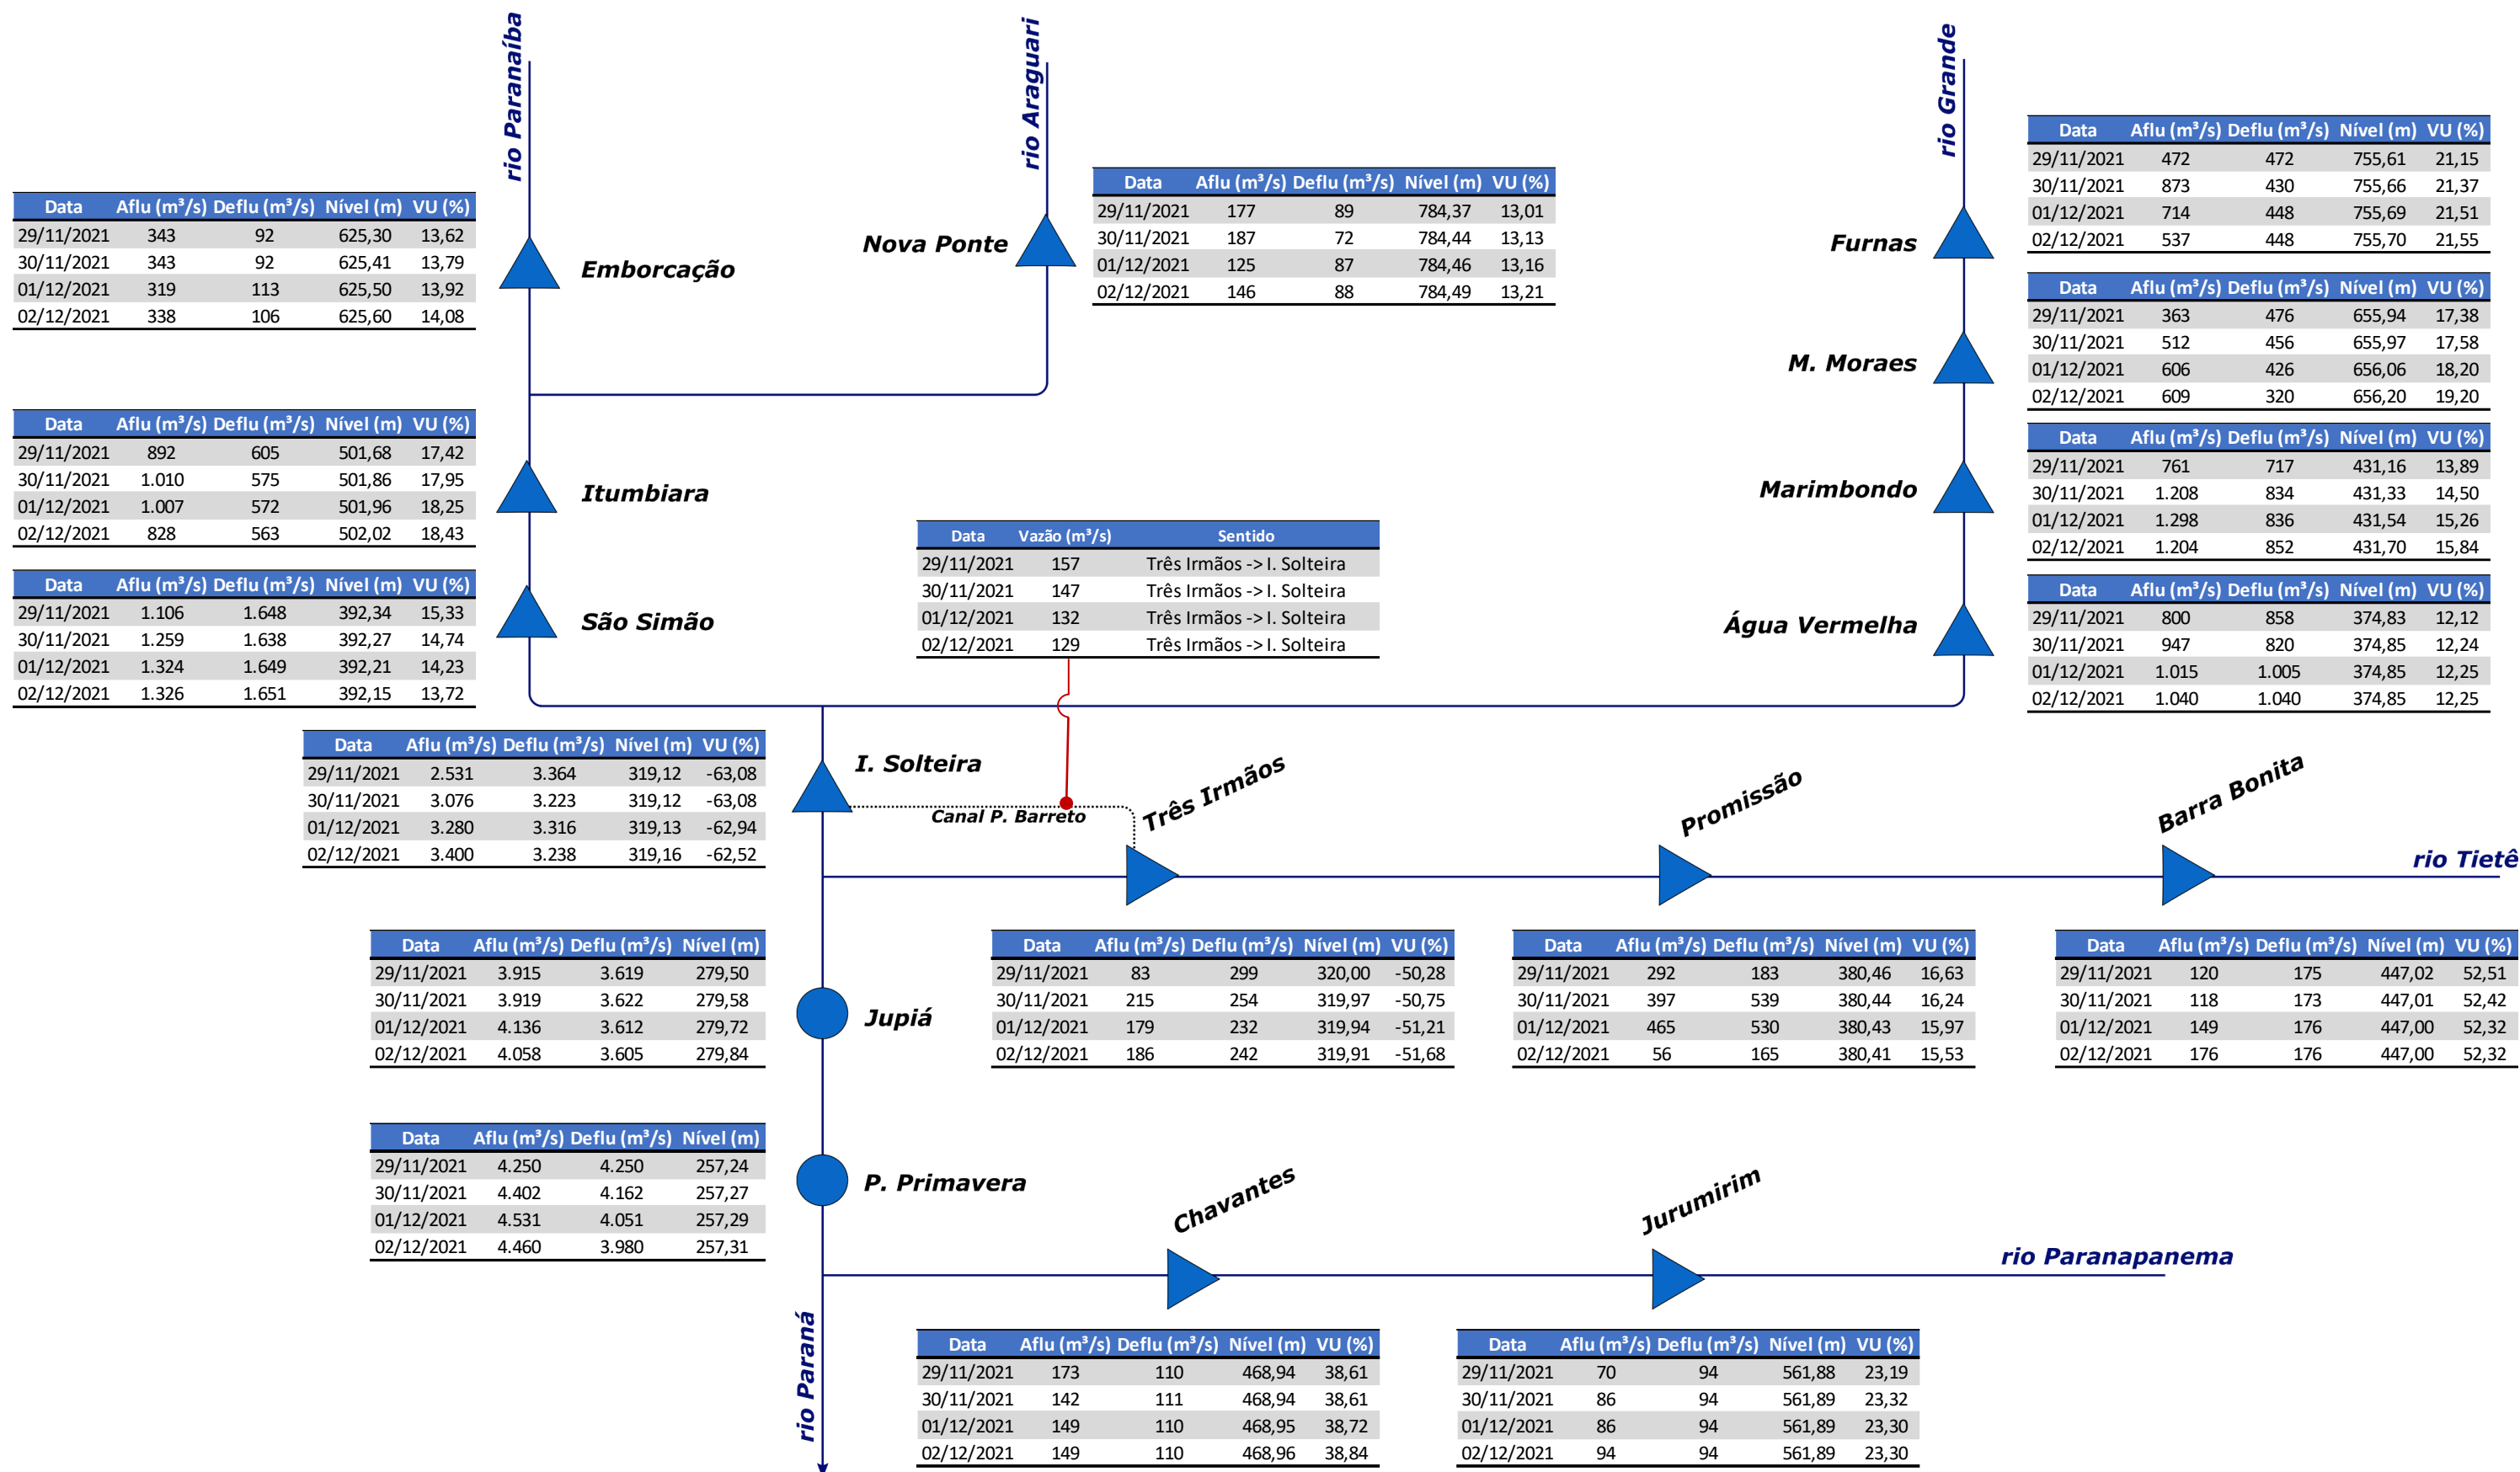 rio Paranaíba
rio Araguari
rio Grande
Data Aflu (m³/s) Deflu (m³/s) Nível (m) VU (%)
29/11/2021 472 472 755,61 21,15
30/11/2021 873 430 755,66 21,37
01/12/2021 714 448 755,69 21,51
02/12/2021 537 448 755,70 21,55
Furnas
Data Aflu (m³/s) Deflu (m³/s) Nível (m) VU (%)
29/11/2021 177 89 784,37 13,01
30/11/2021 187 72 784,44 13,13
01/12/2021 125 87 784,46 13,16
02/12/2021 146 88 784,49 13,21
Nova Ponte
Data Aflu (m³/s) Deflu (m³/s) Nível (m) VU (%)
29/11/2021 343 92 625,30 13,62
30/11/2021 343 92 625,41 13,79
01/12/2021 319 113 625,50 13,92
02/12/2021 338 106 625,60 14,08
Emborcação
Data Aflu (m³/s) Deflu (m³/s) Nível (m) VU (%)
29/11/2021 363 476 655,94 17,38
30/11/2021 512 456 655,97 17,58
01/12/2021 606 426 656,06 18,20
02/12/2021 609 320 656,20 19,20
M. Moraes
Data Aflu (m³/s) Deflu (m³/s) Nível (m) VU (%)
29/11/2021 892 605 501,68 17,42
30/11/2021 1.010 575 501,86 17,95
01/12/2021 1.007 572 501,96 18,25
02/12/2021 828 563 502,02 18,43
Itumbiara
Data Aflu (m³/s) Deflu (m³/s) Nível (m) VU (%)
29/11/2021 761 717 431,16 13,89
30/11/2021 1.208 834 431,33 14,50
01/12/2021 1.298 836 431,54 15,26
02/12/2021 1.204 852 431,70 15,84
Marimbondo
Data Vazão (m³/s) Sentido
29/11/2021 157 Três Irmãos -> I. Solteira
30/11/2021 147 Três Irmãos -> I. Solteira
01/12/2021 132 Três Irmãos -> I. Solteira
02/12/2021 129 Três Irmãos -> I. Solteira
Data Aflu (m³/s) Deflu (m³/s) Nível (m) VU (%)
29/11/2021 1.106 1.648 392,34 15,33
30/11/2021 1.259 1.638 392,27 14,74
01/12/2021 1.324 1.649 392,21 14,23
02/12/2021 1.326 1.651 392,15 13,72
São Simão
Data Aflu (m³/s) Deflu (m³/s) Nível (m) VU (%)
29/11/2021 800 858 374,83 12,12
30/11/2021 947 820 374,85 12,24
01/12/2021 1.015 1.005 374,85 12,25
02/12/2021 1.040 1.040 374,85 12,25
Água Vermelha
Data Aflu (m³/s) Deflu (m³/s) Nível (m) VU (%)
29/11/2021 2.531 3.364 319,12 -63,08
30/11/2021 3.076 3.223 319,12 -63,08
01/12/2021 3.280 3.316 319,13 -62,94
02/12/2021 3.400 3.238 319,16 -62,52
I. Solteira
Canal P. Barreto
Três Irmãos
Promissão
Barra Bonita
rio Tietê
Data Aflu (m³/s) Deflu (m³/s) Nível (m)
29/11/2021 3.915 3.619 279,50
30/11/2021 3.919 3.622 279,58
01/12/2021 4.136 3.612 279,72
02/12/2021 4.058 3.605 279,84
Jupiá
Data Aflu (m³/s) Deflu (m³/s) Nível (m) VU (%)
29/11/2021 83 299 320,00 -50,28
30/11/2021 215 254 319,97 -50,75
01/12/2021 179 232 319,94 -51,21
02/12/2021 186 242 319,91 -51,68
Data Aflu (m³/s) Deflu (m³/s) Nível (m) VU (%)
29/11/2021 292 183 380,46 16,63
30/11/2021 397 539 380,44 16,24
01/12/2021 465 530 380,43 15,97
02/12/2021 56 165 380,41 15,53
Data Aflu (m³/s) Deflu (m³/s) Nível (m) VU (%)
29/11/2021 120 175 447,02 52,51
30/11/2021 118 173 447,01 52,42
01/12/2021 149 176 447,00 52,32
02/12/2021 176 176 447,00 52,32
Data Aflu (m³/s) Deflu (m³/s) Nível (m)
29/11/2021 4.250 4.250 257,24
30/11/2021 4.402 4.162 257,27
01/12/2021 4.531 4.051 257,29
02/12/2021 4.460 3.980 257,31
P. Primavera
Chavantes
Jurumirim
rio Paranapanema
rio Paraná
Data Aflu (m³/s) Deflu (m³/s) Nível (m) VU (%)
29/11/2021 173 110 468,94 38,61
30/11/2021 142 111 468,94 38,61
01/12/2021 149 110 468,95 38,72
02/12/2021 149 110 468,96 38,84
Data Aflu (m³/s) Deflu (m³/s) Nível (m) VU (%)
29/11/2021 70 94 561,88 23,19
30/11/2021 86 94 561,89 23,32
01/12/2021 86 94 561,89 23,30
02/12/2021 94 94 561,89 23,30